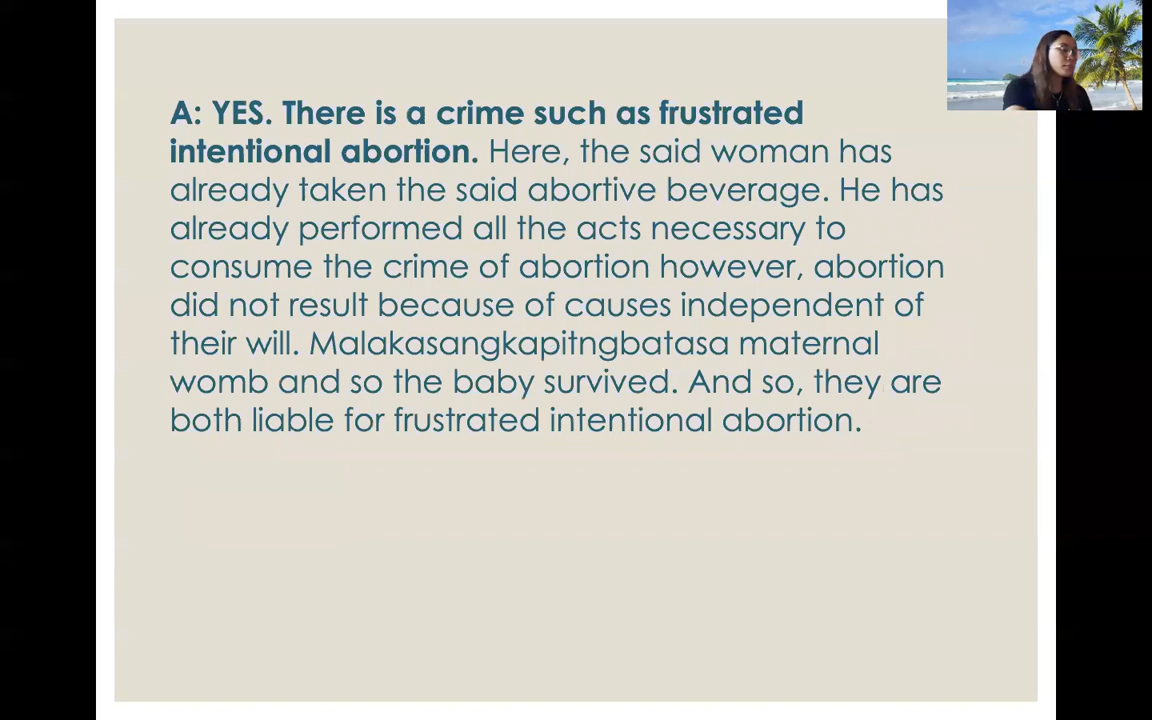 A: YES. There is a crime such as frustrated
intentional abortion. Here, the said woman has
already taken the said abortive beverage. He has
already performed all the acts necessary to
consume the crime of abortion however, abortion
did not result because of causes independent of
their will. Malakasangkapitngbatasa maternal
womb and so the baby survived. And so, they are
both liable for frustrated intentional abortion.